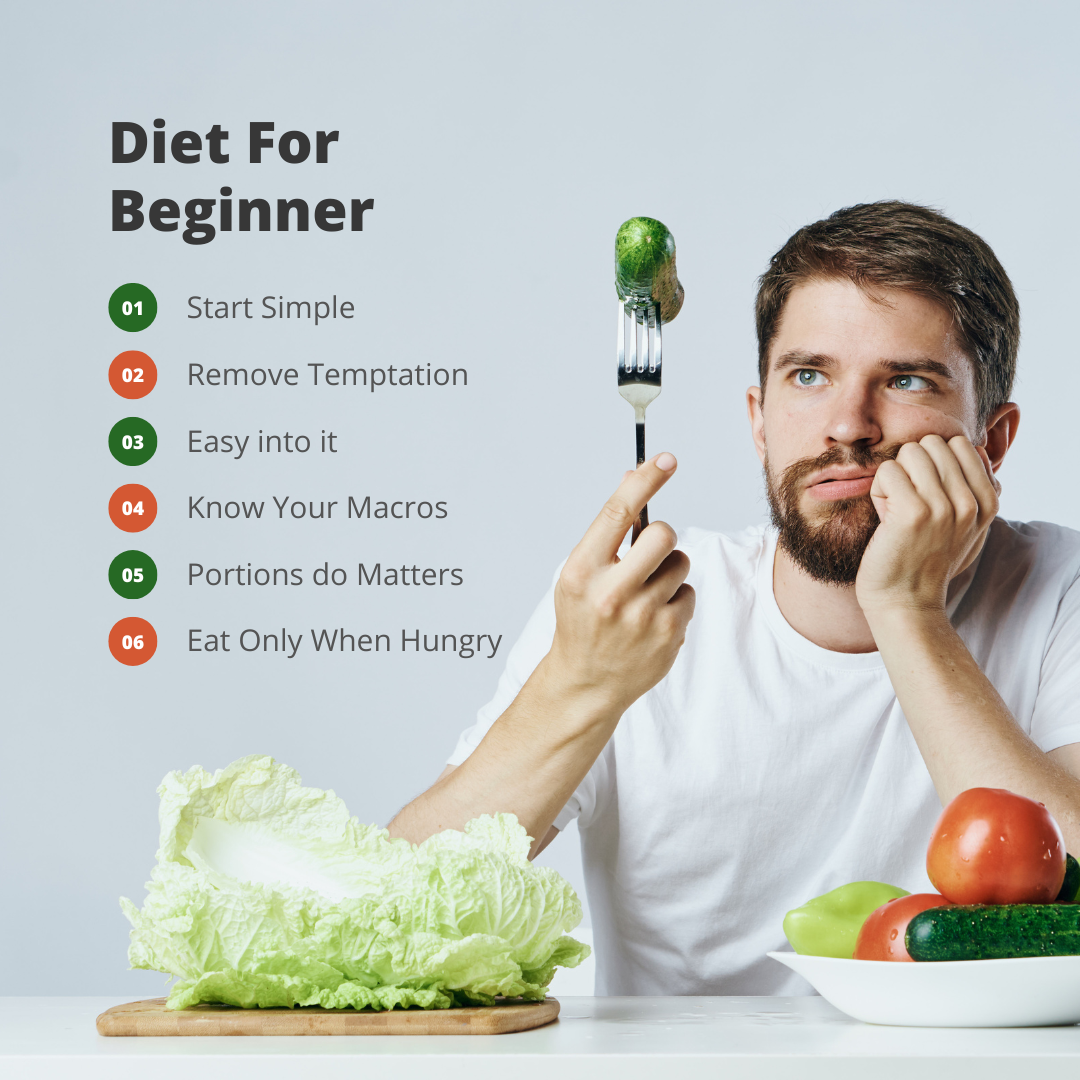 Diet For
Beginner
01 Start Simple
02 Remove Temptation
03 Easy into it
04 Know Your Macros
05 Portions do Matters
06 Eat Only When Hungry